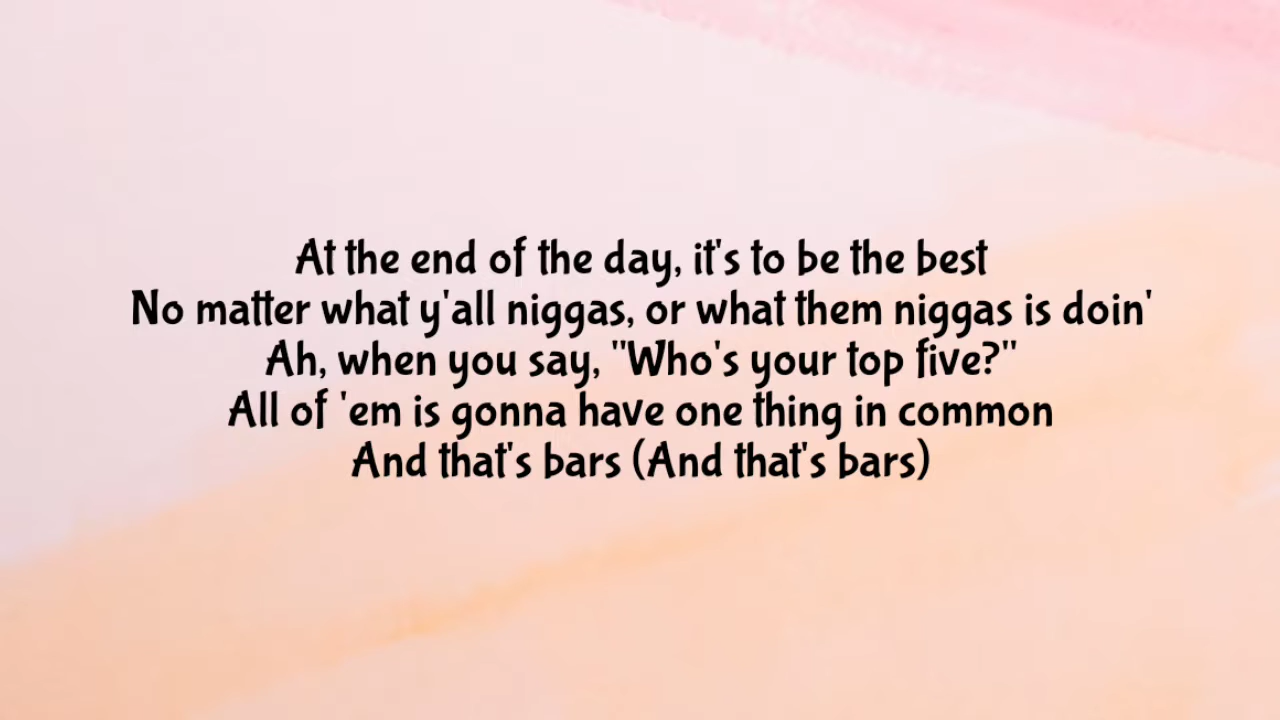 At the end of the day, it's to be the best
No matter what y'all niggas, or what them niggas is doin'
Ah, when you say, "Who's your top five?"
All of 'em is gonna have one thing in common
And that's bars (And that's bars)